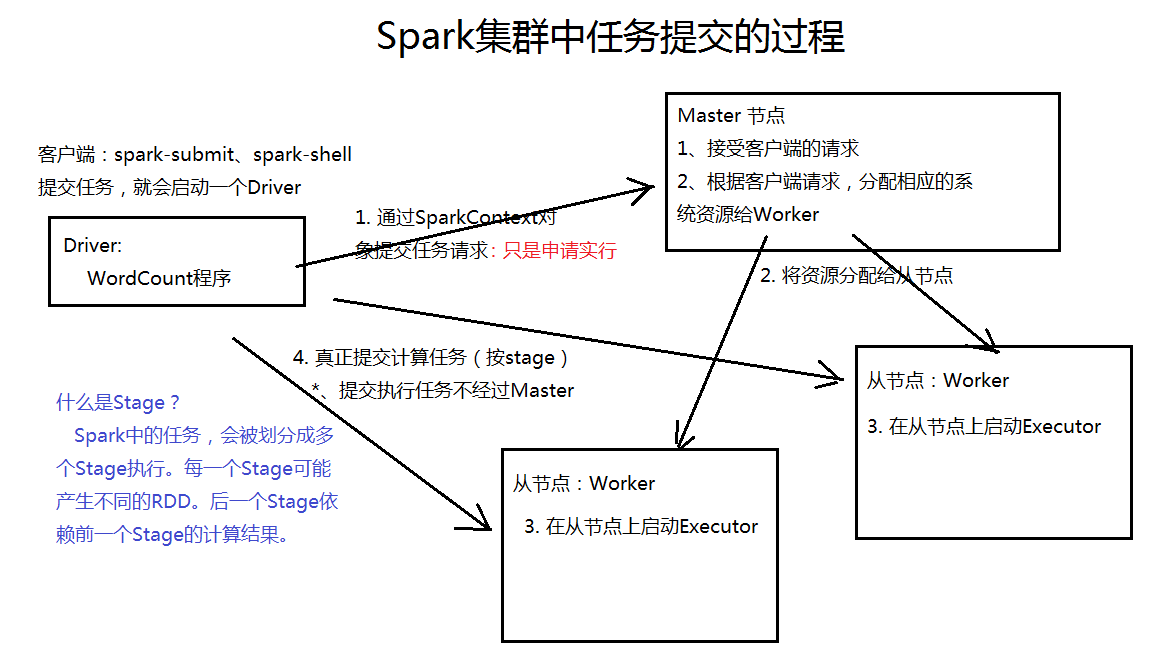 Spark集群中任务提交的过程
客户端：spark-submit、spark-shell
提交任务，就会启动一个Driver
Driver:
WordCount程序
1. 通过SparkContext对
象提交任务请求：只是申请实行
Master 节点
1、接受客户端的请求
2、根据客户端请求，分配相应的系
统资源给Worker
2. 将资源分配给从节点
4. 真正提交计算任务（按stage）
*、提交执行任务不经过Master
从节点：Worker
3. 在从节点上启动Executor
什么是Stage？
Spark中的任务，会被划分成多
个Stage执行。每一个Stage可能
产生不同的RDD。后一个Stage依
赖前一个Stage的计算结果。
从节点：Worker
3. 在从节点上启动Executor